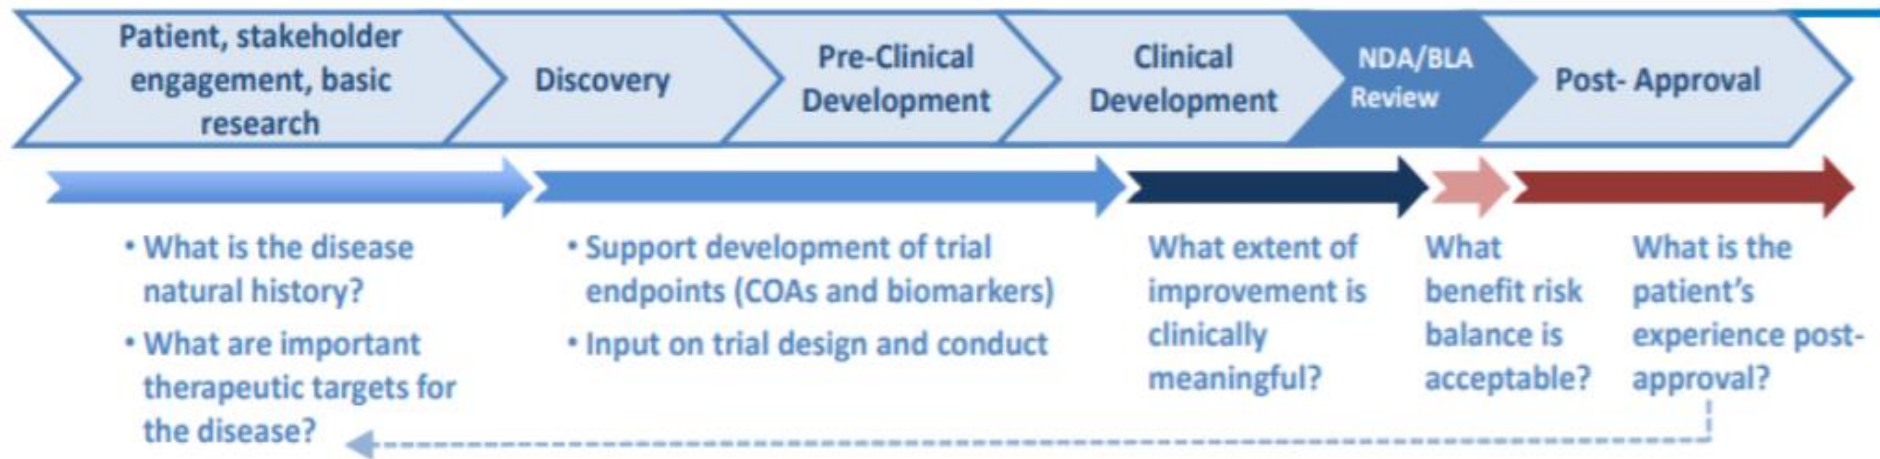 Patient, stakeholder
engagement, basic
research
Discovery
Pre-Clinical
Development
Clinical
Development
NDA/BLA
Review
Post- Approval
• What is the disease
natural history?
• What are important
therapeutic targets for
the disease?
• Support development of trial
endpoints (COAs and biomarkers)
• Input on trial design and conduct
What extent of
improvement is
clinically
meaningful?
What
benefit risk
balance is
acceptable?
What is the
patient's
experience post-
approval?